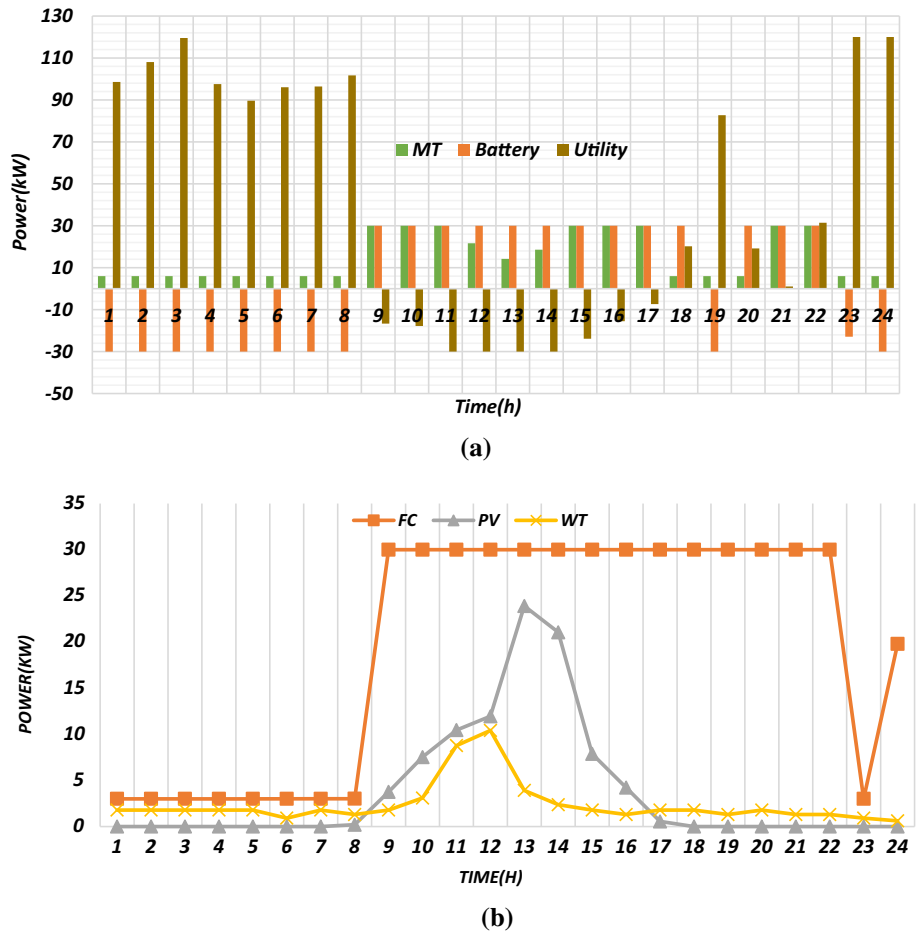 130
110
90
70
50
30
10
-10
-30
-50
Power(kW)
MT Battery Utility
1 2 3 4 5 6 7 8 9 10 11 12 13 14 15 16 17 18 19 20 21 22 23 24
Time(h)
(a)
35
30
25
20
15
10
5
0
POWER(KW)
FC PV WT
1 2 3 4 5 6 7 8 9 10 11 12 13 14 15 16 17 18 19 20 21 22 23 24
TIME(H)
(b)